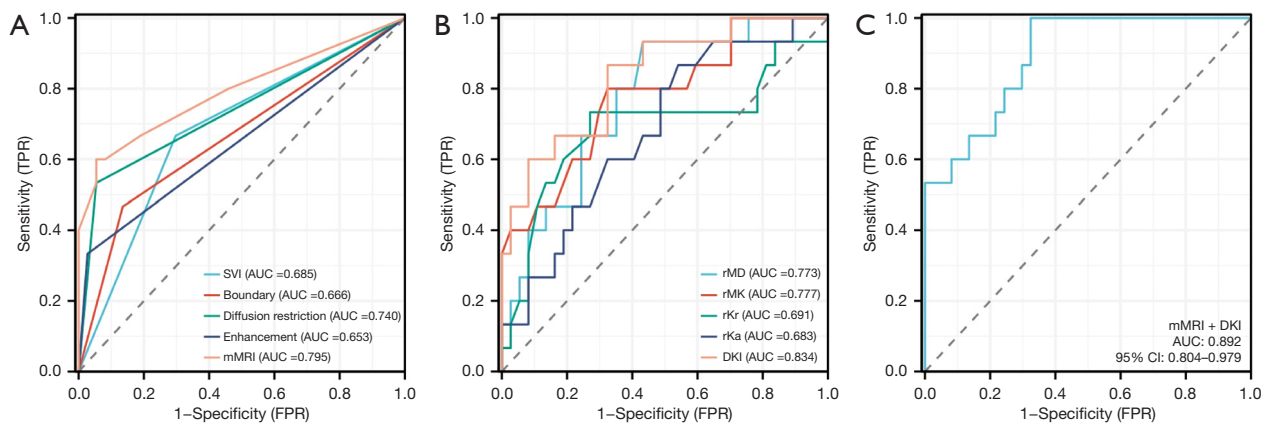 A
1.0
0.8
0.6
0.4
0.2
0.0
Sensitivity (TPR)
SVI (AUC =0.685)
Boundary (AUC =0.666)
Diffusion restriction (AUC =0.740)
Enhancement (AUC =0.653)
mMRI (AUC =0.795)
0.0 0.2 0.4 0.6 0.8 1.0
1–Specificity (FPR)
B
1.0
0.8
0.6
0.4
0.2
0.0
Sensitivity (TPR)
rMD (AUC =0.773)
rMK (AUC =0.777)
rKr (AUC =0.691)
rKa (AUC =0.683)
DKI (AUC =0.834)
0.0 0.2 0.4 0.6 0.8 1.0
1–Specificity (FPR)
C
1.0
0.8
0.6
0.4
0.2
0.0
Sensitivity (TPR)
mMRI + DKI
AUC: 0.892
95% CI: 0.804–0.979
0.0 0.2 0.4 0.6 0.8 1.0
1–Specificity (FPR)